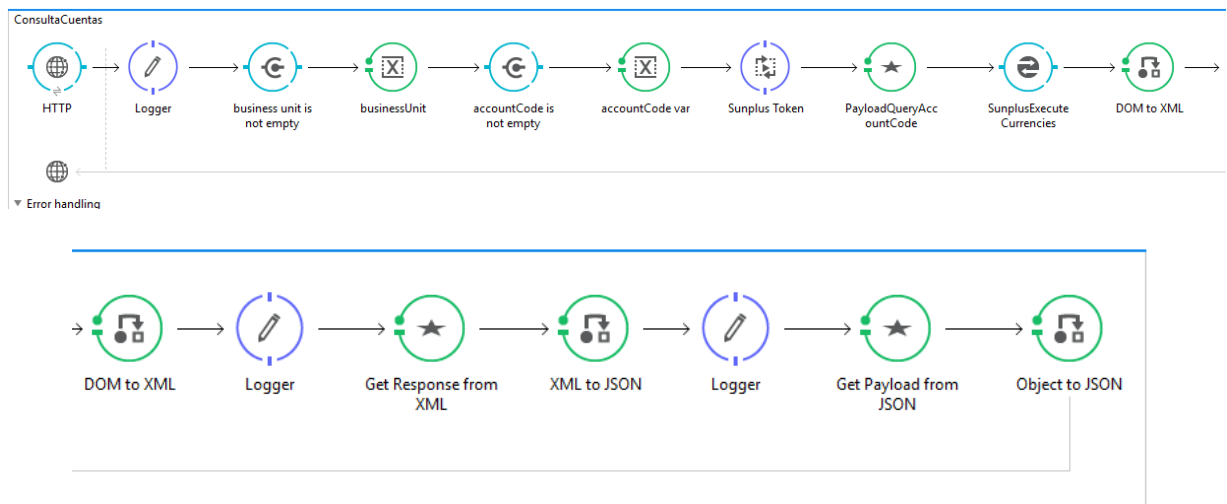 ConsultaCuentas
HTTP
Logger
business unit is
not empty
businessUnit
accountCode is
not empty
accountCode var
Sunplus Token
PayloadQueryAcc
ountCode
SunplusExecute
Currencies
DOM to XML
Error handling
DOM to XML
Logger
Get Response from
XML
XML to JSON
Logger
Get Payload from
JSON
Object to JSON